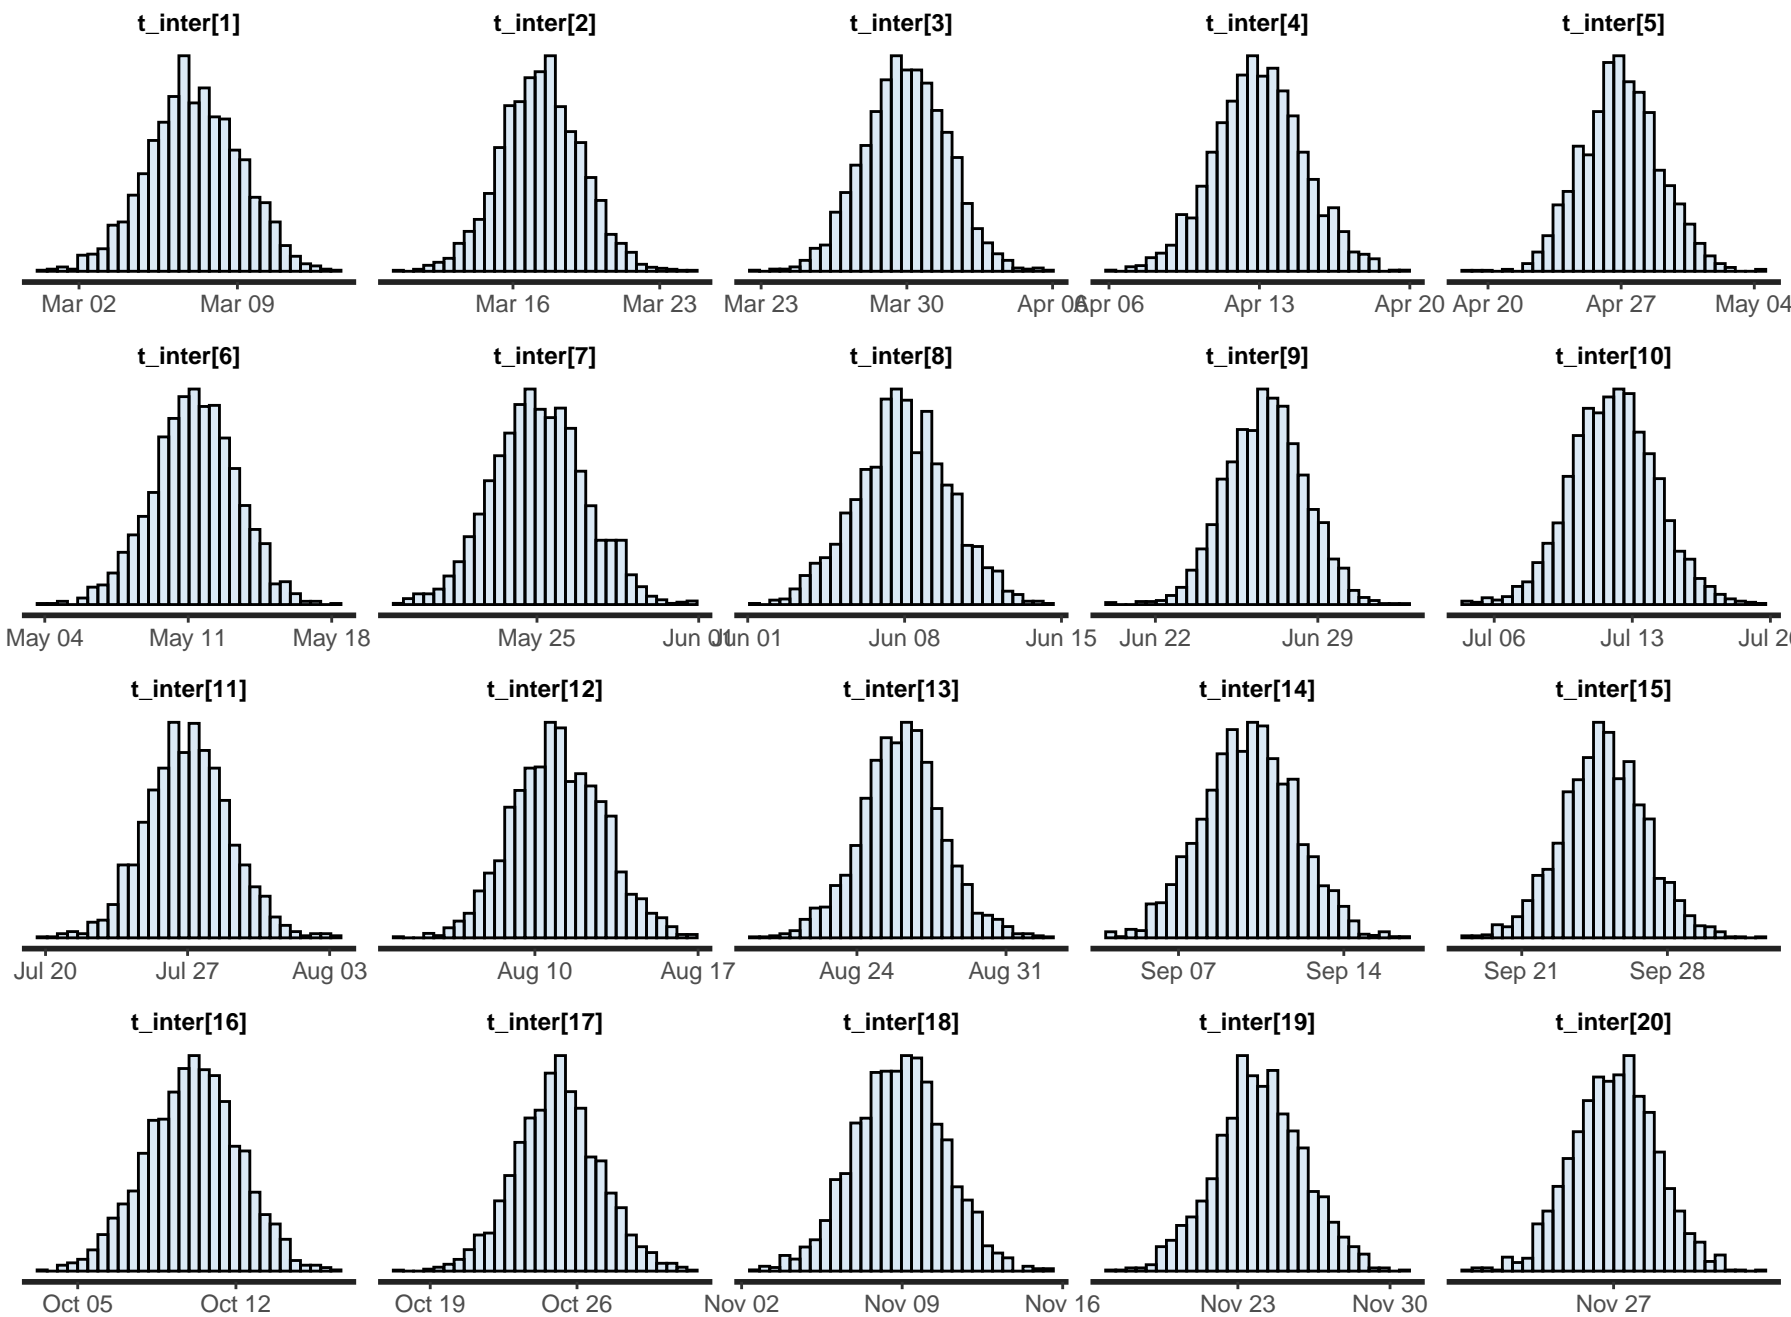 t_inter[1] t_inter[2] t_inter[3] t_inter[4] t_inter[5]
Mar 02 Mar 09 Mar 16 Mar 23 Mar 23 Mar 30 Apr 06 Apr 06 Apr 13 Apr 20 Apr 20 Apr 27 May 04
t_inter[6] t_inter[7] t_inter[8] t_inter[9] t_inter[10]
May 04 May 11 May 18 May 25 Jun 01 Jun 01 Jun 08 Jun 15 Jun 22 Jun 29 Jul 06 Jul 13 Jul 20
t_inter[11] t_inter[12] t_inter[13] t_inter[14] t_inter[15]
Jul 20 Jul 27 Aug 03 Aug 10 Aug 17 Aug 24 Aug 31 Sep 07 Sep 14 Sep 21 Sep 28
t_inter[16] t_inter[17] t_inter[18] t_inter[19] t_inter[20]
Oct 05 Oct 12 Oct 19 Oct 26 Nov 02 Nov 09 Nov 16 Nov 23 Nov 30 Nov 27